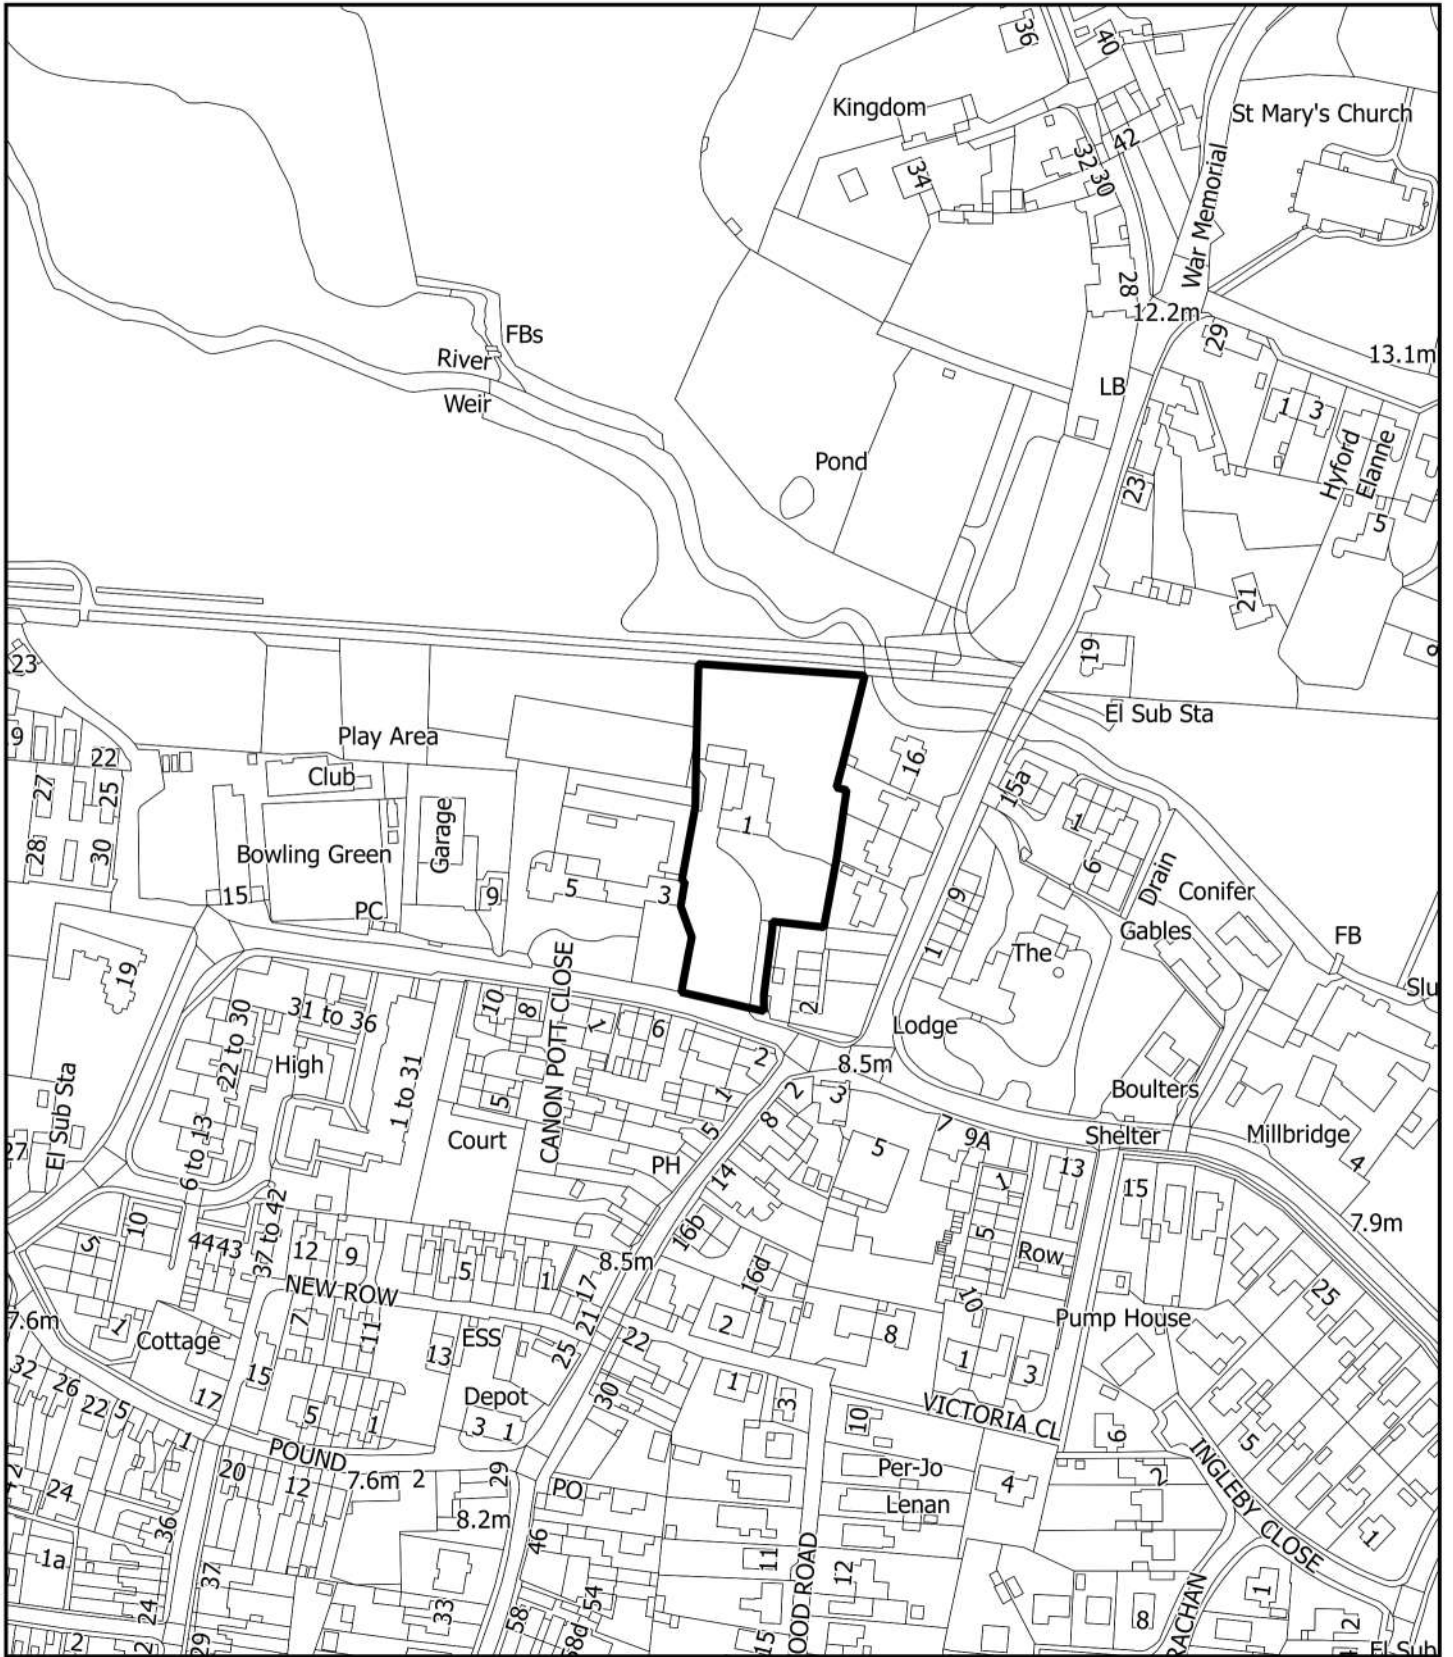 36
40
Kingdom
St Mary's Church
42
32
30
34
War Memorial
28
12.2m
29
13.1m
FBs
River
Weir
LB
1
3
Hyford
Elanne
Pond
23
5
21
19
23
El Sub Sta
9
22
Play Area
Club
16
27
25
15a
1
Garage
1
28
30
Bowling Green
6
Drain
Conifer
15
9
5
3
9
PC
Gables
FB
1
The
19
CANON POTT CLOSE
Slu
31 to 36
10
8
1
6
2
Lodge
22 to 30
High
2
8.5m
1 to 31
5
1
2
3
Boulters
El Sub Sta
8
6 to 13
Court
5
7
9A
Shelter
Millbridge
27
PH
14
5
13
4
1
15
10
37 to 42
16b
7.9m
5
44
43
12
9
8.5m
5
Row
5
1
17
16d
NEW ROW
10
25
7.6m
1
7
11
21
2
8
Pump House
Cottage
ESS
22
32
13
25
1
3
26
15
1
22
5
17
5
1
Depot
30
3
10
VICTORIA CL
6
3
1
1
POUND
5
20
7.6m
2
29
Per-Jo
2
INGLEBY CLOSE
24
12
PO
4
Lenan
36
8.2m
46
1
1a
37
11
12
OOD ROAD
24
33
54
58
1
8
RACHAN
2
2
29
58d
15
2
El Sub